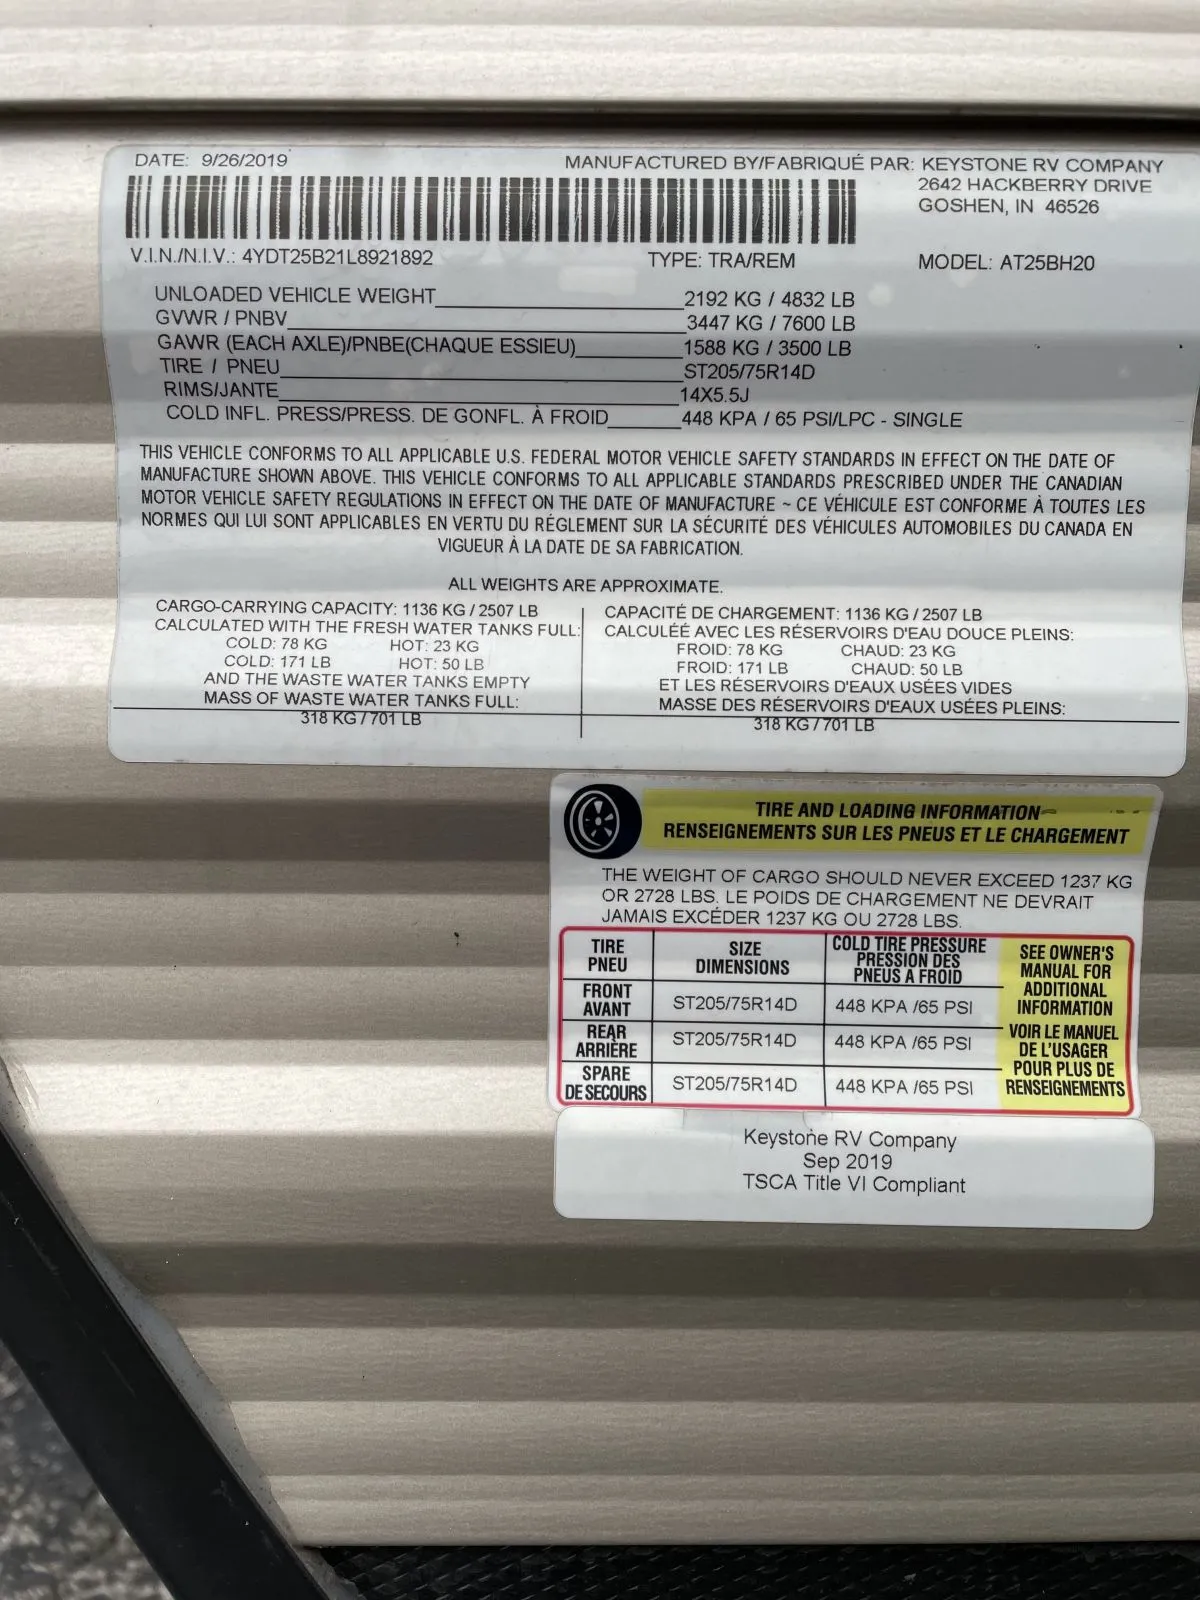 DATE: 9/26/2019
MANUFACTURED BY/FABRIQUÉ PAR: KEYSTONE RV COMPANY
2642 HACKBERRY DRIVE
GOSHEN, IN 46526
V.I.N./N.I.V.: 4YDT25B21L8921892 TYPE: TRA/REM MODEL: AT25BH20
UNLOADED VEHICLE WEIGHT 2192 KG / 4832 LB
GVWR / PNBV 3447 KG / 7600 LB
GAWR (EACH AXLE)/PNBE(CHAQUE ESSIEU) 1588 KG / 3500 LB
TIRE / PNEU ST205/75R14D
RIMS/JANTE 14X5.5J
COLD INFL. PRESS/PRESS. DE GONFL. À FROID 448 KPA / 65 PSI/LPC - SINGLE
THIS VEHICLE CONFORMS TO ALL APPLICABLE U.S. FEDERAL MOTOR VEHICLE SAFETY STANDARDS IN EFFECT ON THE DATE OF
MANUFACTURE SHOWN ABOVE. THIS VEHICLE CONFORMS TO ALL APPLICABLE STANDARDS PRESCRIBED UNDER THE CANADIAN
MOTOR VEHICLE SAFETY REGULATIONS IN EFFECT ON THE DATE OF MANUFACTURE ~ CE VÉHICULE EST CONFORME À TOUTES LES
NORMES QUI LUI SONT APPLICABLES EN VERTU DU RÉGLEMENT SUR LA SÉCURITÉ DES VÉHICULES AUTOMOBILES DU CANADA EN
VIGUEUR À LA DATE DE SA FABRICATION.
ALL WEIGHTS ARE APPROXIMATE.
CARGO-CARRYING CAPACITY: 1136 KG / 2507 LB
CALCULATED WITH THE FRESH WATER TANKS FULL:
COLD: 78 KG HOT: 23 KG
COLD: 171 LB HOT: 50 LB
AND THE WASTE WATER TANKS EMPTY
MASS OF WASTE WATER TANKS FULL:
318 KG / 701 LB
CAPACITÉ DE CHARGEMENT: 1136 KG / 2507 LB
CALCULÉE AVEC LES RÉSERVOIRS D'EAU DOUCE PLEINS:
FROID: 78 KG CHAUD: 23 KG
FROID: 171 LB CHAUD: 50 LB
ET LES RÉSERVOIRS D'EAUX USÉES VIDES
MASSE DES RÉSERVOIRS D'EAUX USÉES PLEINS:
318 KG / 701 LB
TIRE AND LOADING INFORMATION
RENSEIGNEMENTS SUR LES PNEUS ET LE CHARGEMENT
THE WEIGHT OF CARGO SHOULD NEVER EXCEED 1237 KG
OR 2728 LBS. LE POIDS DE CHARGEMENT NE DEVRAIT
JAMAIS EXCÉDER 1237 KG OU 2728 LBS.
TIRE
PNEU
SIZE
DIMENSIONS
COLD TIRE PRESSURE
PRESSION DES
PNEUS A FROID
FRONT
AVANT
ST205/75R14D 448 KPA /65 PSI
REAR
ARRIÈRE
ST205/75R14D 448 KPA /65 PSI
SPARE
DE SECOURS
ST205/75R14D 448 KPA /65 PSI
SEE OWNER'S
MANUAL FOR
ADDITIONAL
INFORMATION
VOIR LE MANUEL
DE L'USAGER
POUR PLUS DE
RENSEIGNEMENTS
Keystone RV Company
Sep 2019
TSCA Title VI Compliant